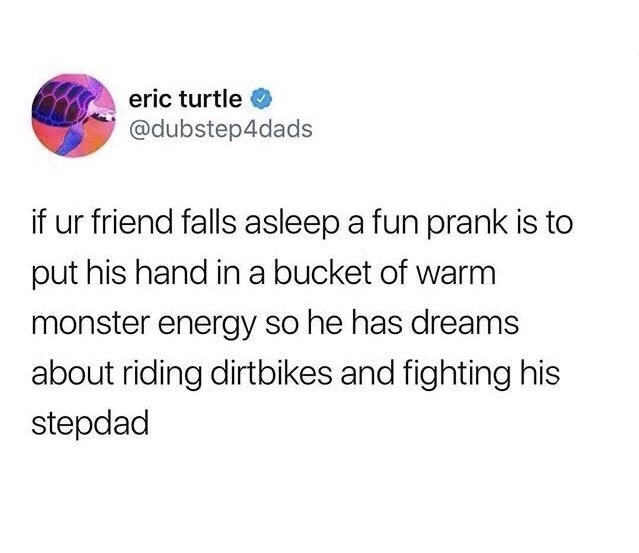 eric turtle
@dubstep4dads
if ur friend falls asleep a fun prank is to
put his hand in a bucket of warm
monster energy so he has dreams
about riding dirtbikes and fighting his
stepdad